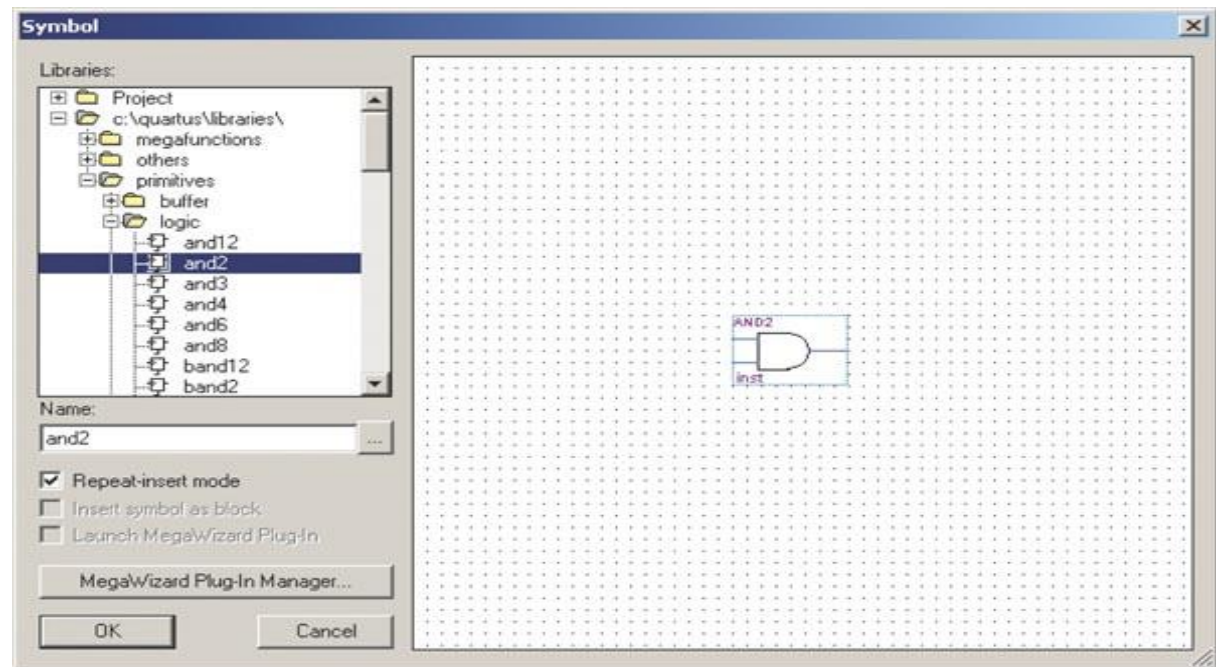 Symbol
Libraries:
Project
c:\quartus\libraries\
megafunctions
others
primitives
buffer
logic
and12
and2
and3
and4
and6
and8
band12
band2
Name:
and2
...
Repeat-insert mode
Insert symbol as block
Launch MegaWizard Plug-In
MegaWizard Plug-In Manager...
OK
Cancel
AND2
inst